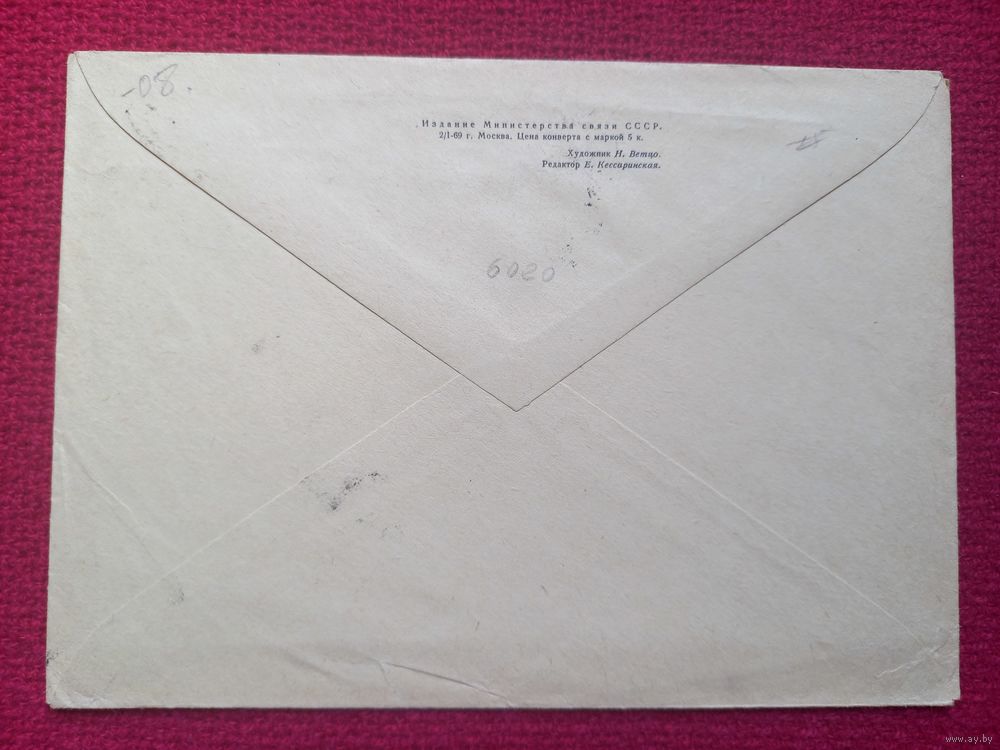 -08.
Издание Министерства связи СССР.
2/I-69 г. Москва. Цена конверта с маркой 5 к.
Художник Н. Ветцо.
Редактор Е. Кессаринская.
6020
www.ay.by